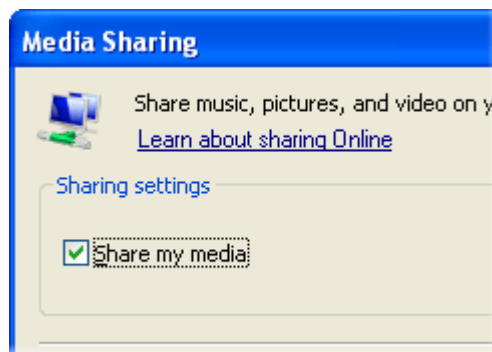 Media Sharing
Share music, pictures, and video on
Learn about sharing Online
Sharing settings
Share my media